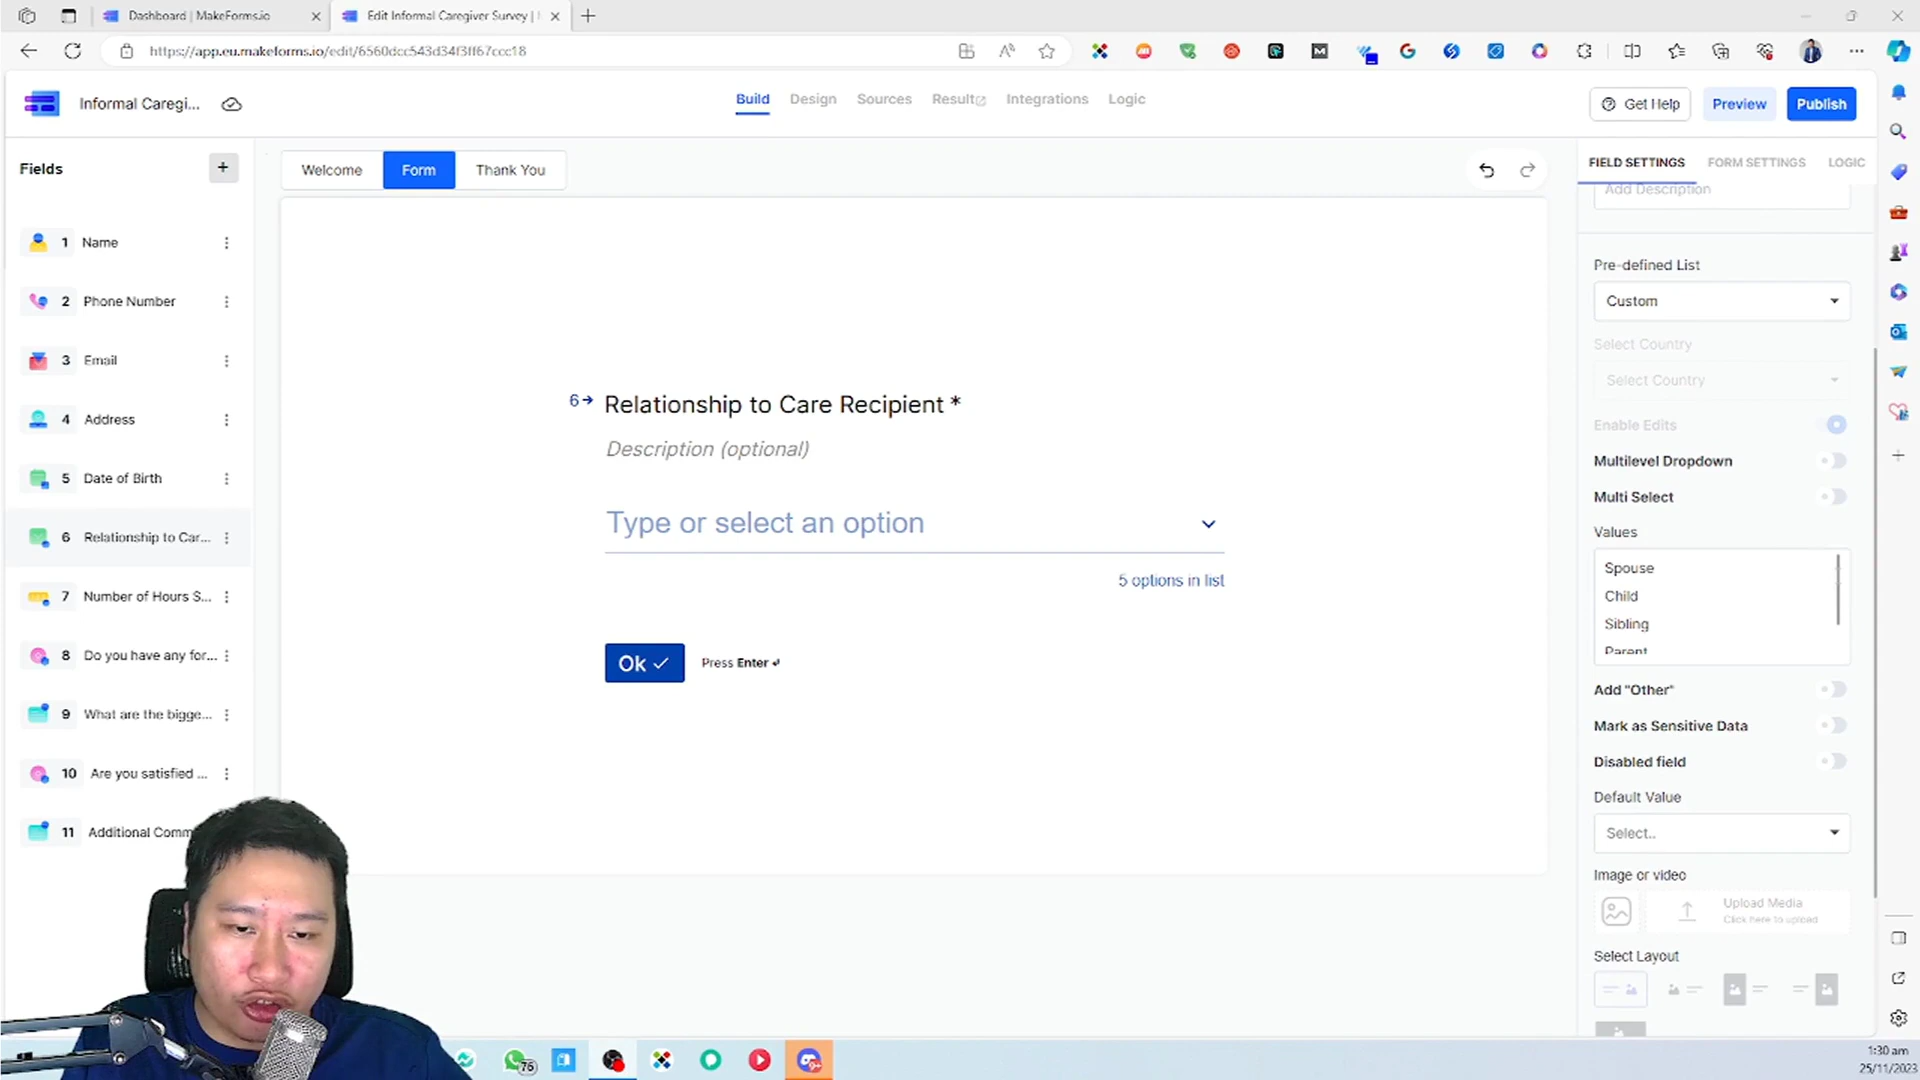 Dashboard | MakeForms.io
Edit Informal Caregiver Survey |
https://app.eu.makeforms.io/edit/6560dcc543d34f3ff67ccc18
Informal Caregi...
Build
Design
Sources
Result
Integrations
Logic
Get Help
Preview
Publish
Fields
Welcome
Form
Thank You
FIELD SETTINGS
FORM SETTINGS
LOGIC
Add Description
1 Name
2 Phone Number
3 Email
4 Address
5 Date of Birth
6 Relationship to Car...
7 Number of Hours S...
8 Do you have any for...
9 What are the bigge...
10 Are you satisfied ...
11 Additional Comm
6
Relationship to Care Recipient *
Description (optional)
Type or select an option
5 options in list
Ok
Press Enter
Pre-defined List
Custom
Select Country
Select Country
Enable Edits
Multilevel Dropdown
Multi Select
Values
Spouse
Child
Sibling
Parent
Add "Other"
Mark as Sensitive Data
Disabled field
Default Value
Select..
Image or video
Upload Media
Click here to upload
Select Layout
76
1:30 am
25/11/2023